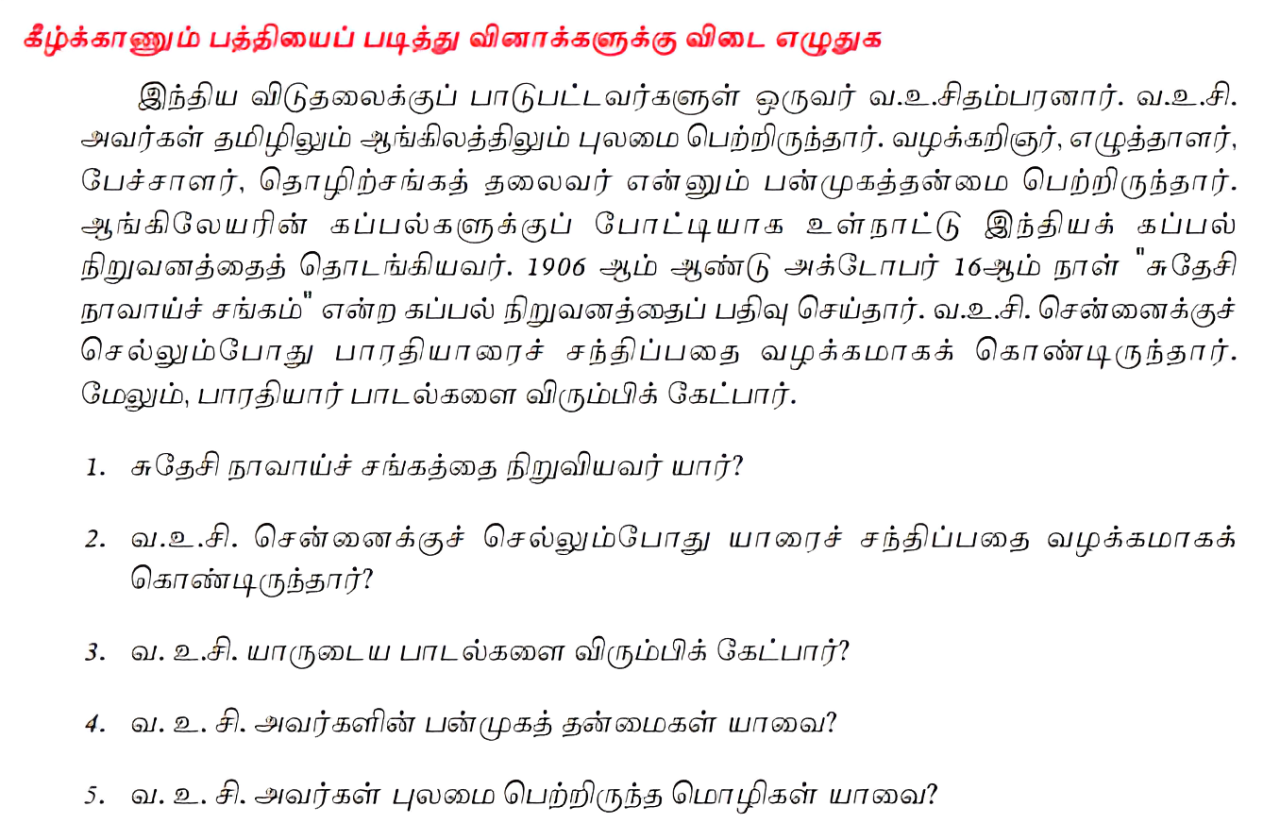 கீழ்க்காணும் பத்தியைப் படித்து வினாக்களுக்கு விடை எழுதுக
இந்திய விடுதலைக்குப் பாடுபட்டவர்களுள் ஒருவர் வ.உ.சிதம்பரனார். வ.உ.சி.
அவர்கள் தமிழிலும் ஆங்கிலத்திலும் புலமை பெற்றிருந்தார். வழக்கறிஞர், எழுத்தாளர்,
பேச்சாளர், தொழிற்சங்கத் தலைவர் என்னும் பன்முகத்தன்மை பெற்றிருந்தார்.
ஆங்கிலேயரின் கப்பல்களுக்குப் போட்டியாக உள்நாட்டு இந்தியக் கப்பல்
நிறுவனத்தைத் தொடங்கியவர். 1906 ஆம் ஆண்டு அக்டோபர் 16ஆம் நாள் "சுதேசி
நாவாய்ச் சங்கம்" என்ற கப்பல் நிறுவனத்தைப் பதிவு செய்தார். வ.உ.சி. சென்னைக்குச்
செல்லும்போது பாரதியாரைச் சந்திப்பதை வழக்கமாகக் கொண்டிருந்தார்.
மேலும், பாரதியார் பாடல்களை விரும்பிக் கேட்பார்.
1. சுதேசி நாவாய்ச் சங்கத்தை நிறுவியவர் யார்?
2. வ.உ.சி. சென்னைக்குச் செல்லும்போது யாரைச் சந்திப்பதை வழக்கமாகக்
கொண்டிருந்தார்?
3. வ. உ.சி. யாருடைய பாடல்களை விரும்பிக் கேட்பார்?
4. வ. உ. சி. அவர்களின் பன்முகத் தன்மைகள் யாவை?
5. வ. உ. சி. அவர்கள் புலமை பெற்றிருந்த மொழிகள் யாவை?